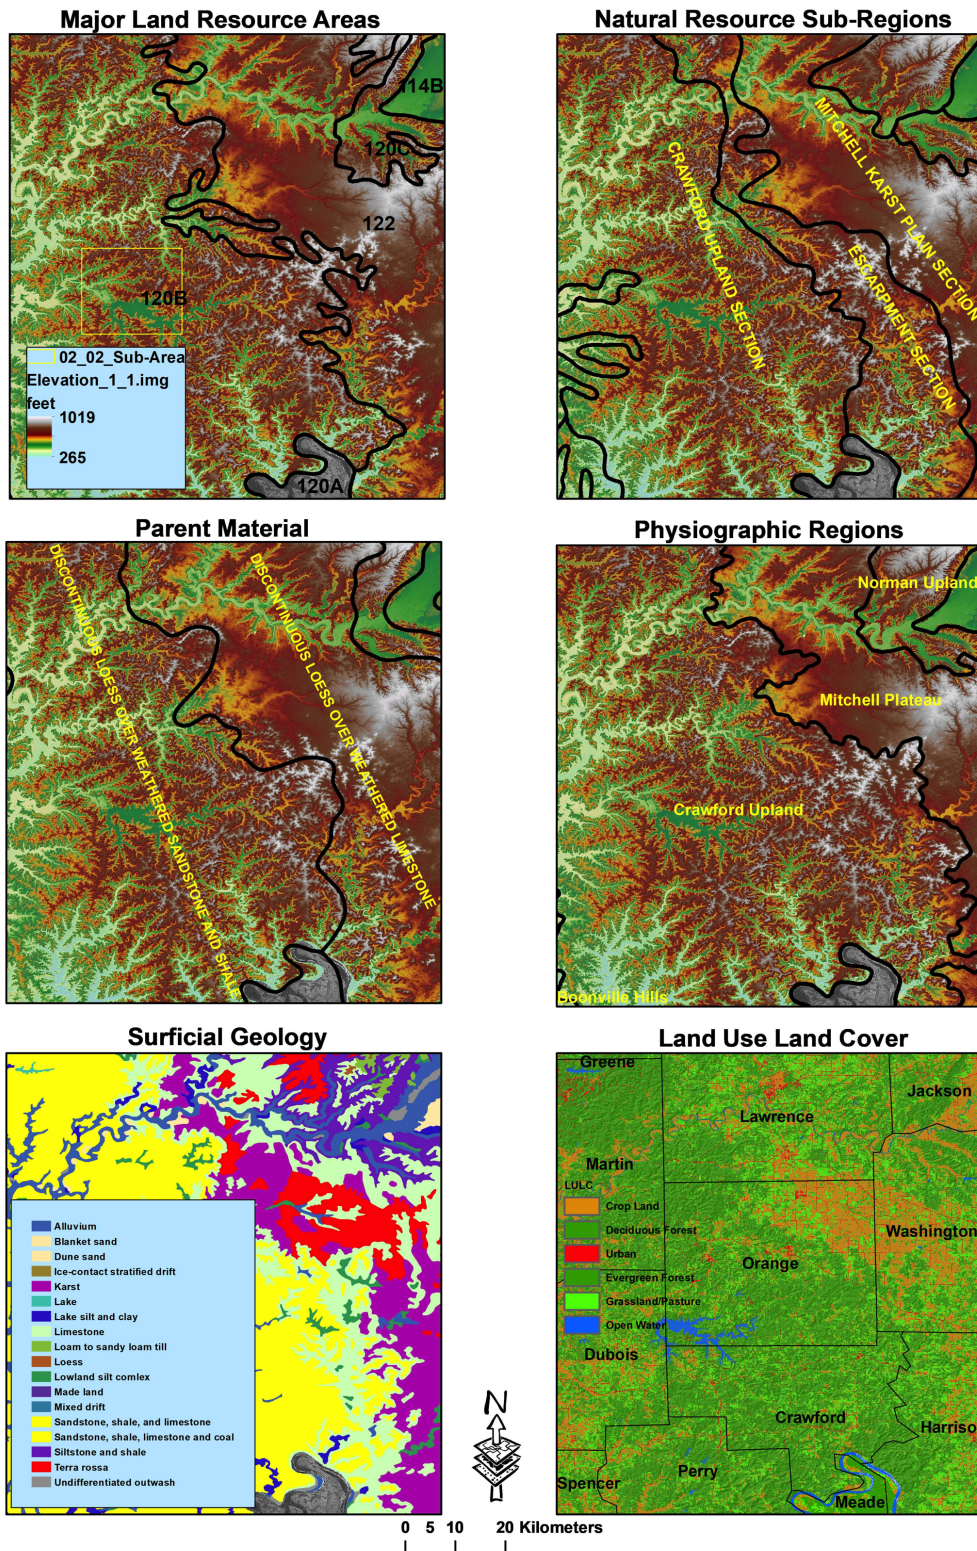 Major Land Resource Areas
114B
120C
122
120B
02_02_Sub-Area
Elevation_1_1.img
feet
1019
265
120A
Natural Resource Sub-Regions
MITCHELL KARST PLAIN SECTION
CRAWFORD UPLAND SECTION
ESCARPMENT SECTION
Parent Material
DISCONTINUOUS LOESS OVER WEATHERED SANDSTONE AND SHALE
DISCONTINUOUS LOESS OVER WEATHERED LIMESTONE
Physiographic Regions
Norman Upland
Mitchell Plateau
Crawford Upland
Boonville Hills
Surficial Geology
Alluvium
Blanket sand
Dune sand
Ice-contact stratified drift
Karst
Lake
Lake silt and clay
Limestone
Loam to sandy loam till
Loess
Lowland silt comlex
Made land
Mixed drift
Sandstone, shale, and limestone
Sandstone, shale, limestone and coal
Siltstone and shale
Terra rossa
Undifferentiated outwash
Land Use Land Cover
Greene
Jackson
Lawrence
Martin
LULC
Crop Land
Deciduous Forest
Washington
Urban
Orange
Evergreen Forest
Grassland/Pasture
Open Water
Dubois
Crawford
Harriso
Perry
Spencer
Meade
N
0 5 10 20 Kilometers